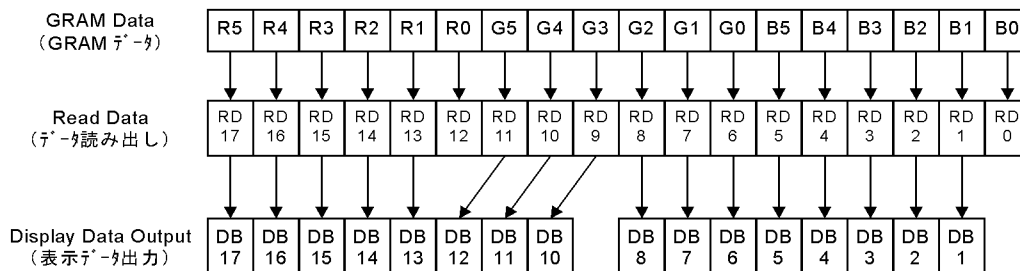 GRAM Data
(GRAM ﾃﾞｰﾀ)
R5 R4 R3 R2 R1 R0 G5 G4 G3 G2 G1 G0 B5 B4 B3 B2 B1 B0
Read Data
(ﾃﾞｰﾀ読み出し)
RD RD RD RD RD RD RD RD RD RD RD RD RD RD RD RD RD RD
17 16 15 14 13 12 11 10 9 8 7 6 5 4 3 2 1 0
Display Data Output
(表示ﾃﾞｰﾀ出力)
DB DB DB DB DB DB DB DB DB DB DB DB DB DB DB DB
17 16 15 14 13 12 11 10 8 7 6 5 4 3 2 1